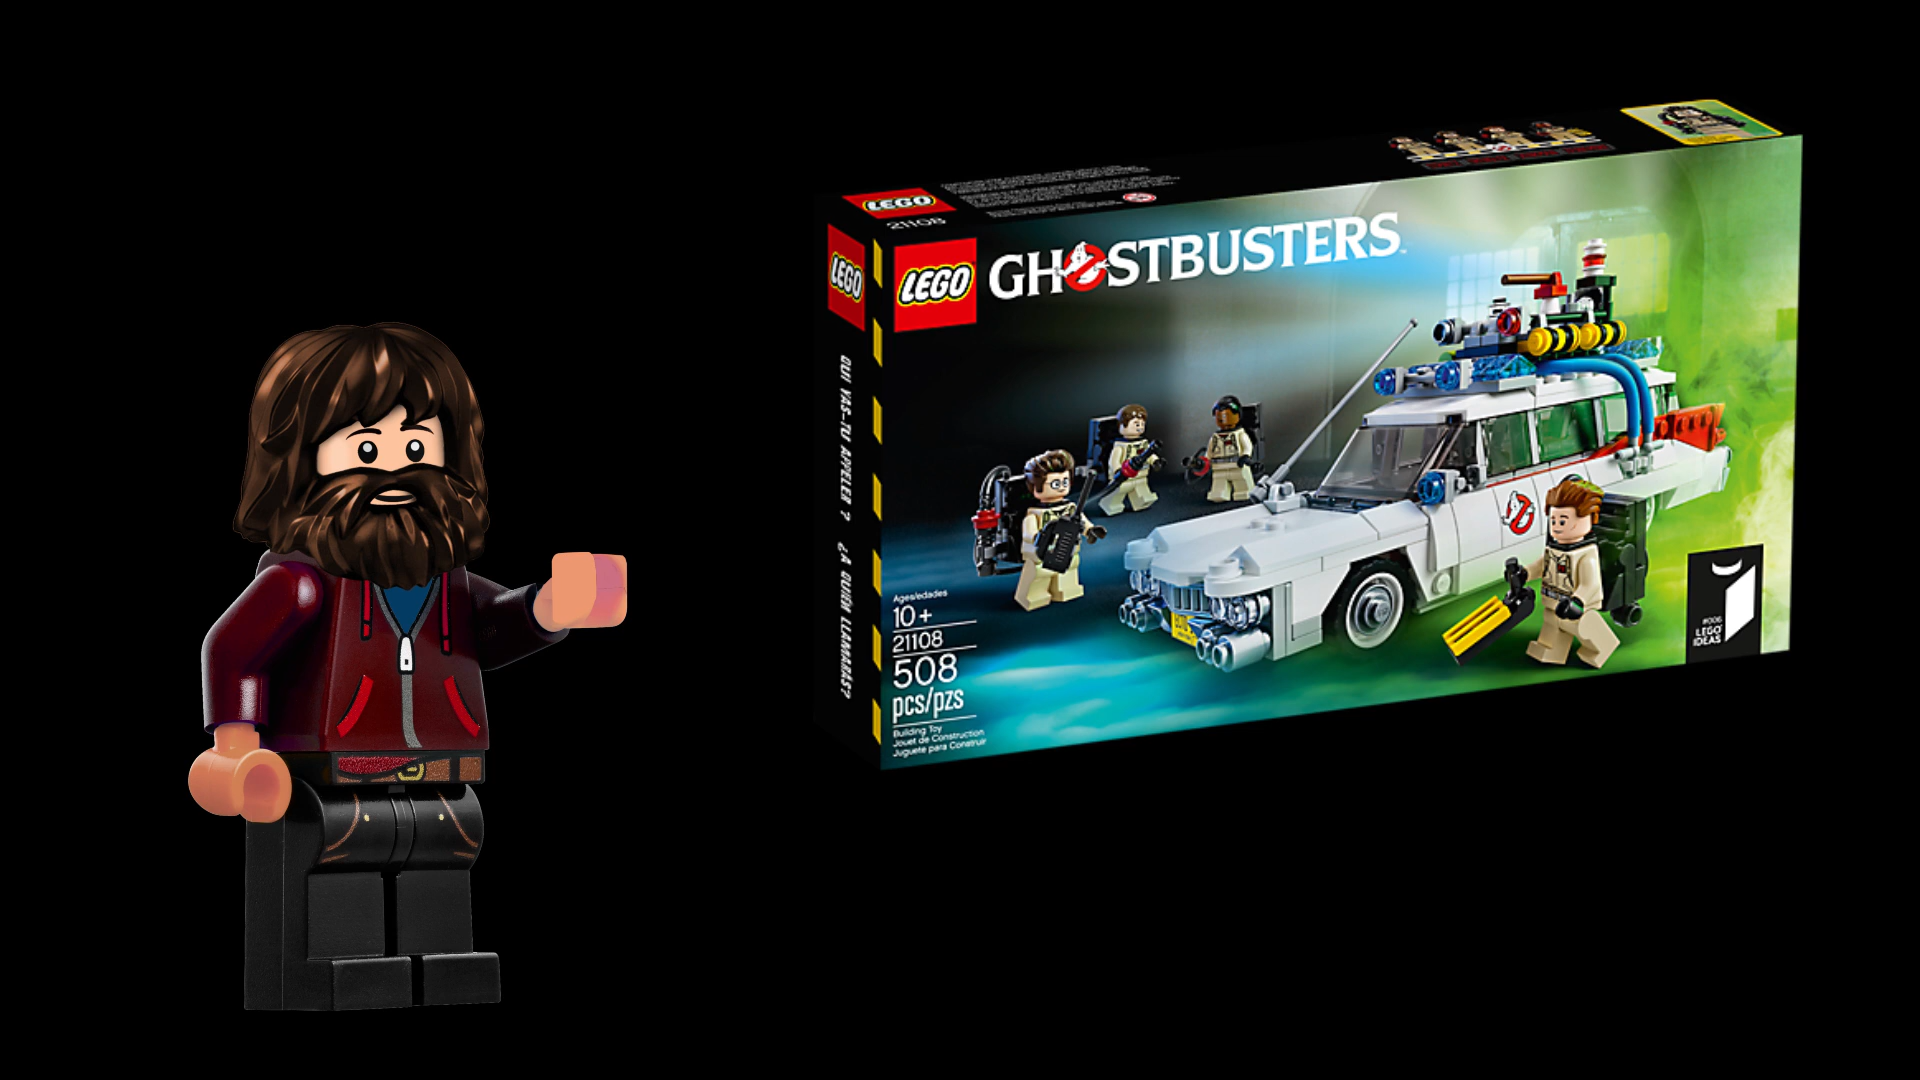 LEGO
21108
LEGO
QUI VAS-TU APPELER ?
¿A QUIÉN LLAMARÁS?
LEGO
GHOSTBUSTERS
Ages/edades
10+
21108
508
pcs/pzs
Building Toy
Jouet de Construction
Juguete para Construir
#006
LEGO
IDEAS